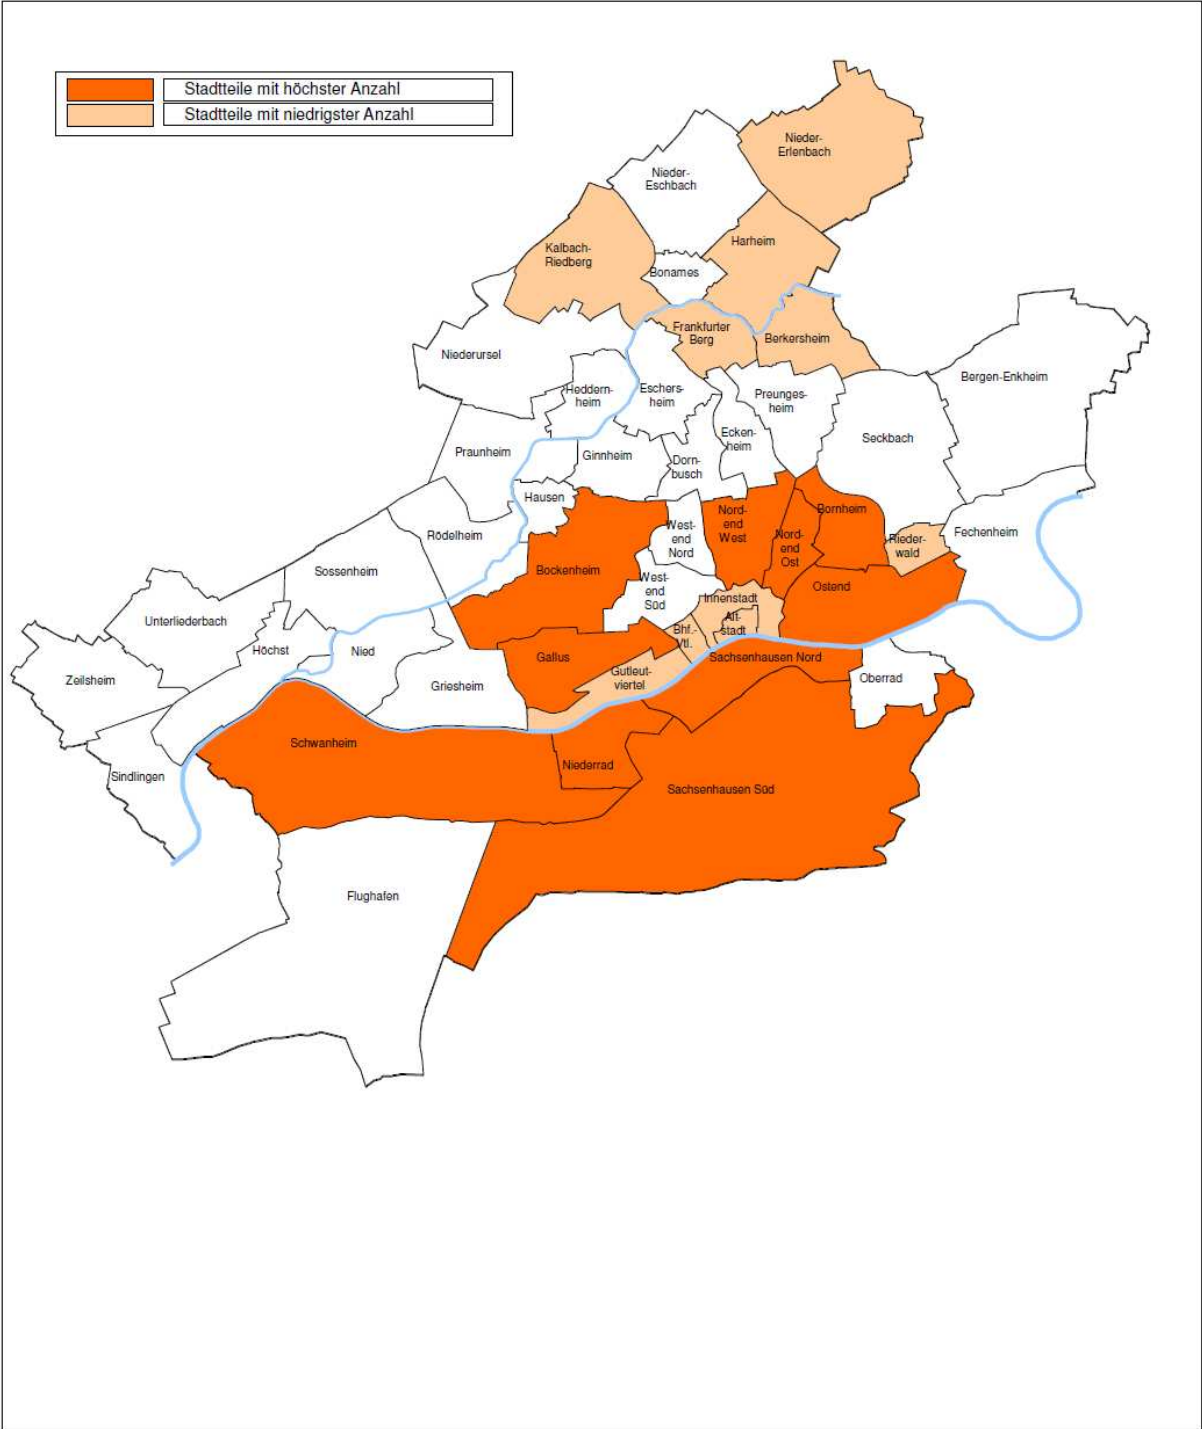 Stadtteile mit höchster Anzahl
Stadtteile mit niedrigster Anzahl
Nieder-
Erlenbach
Nieder-
Eschbach
Harheim
Kalbach-
Riedberg
Bonames
Frankfurter
Berg
Berkersheim
Niederursel
Bergen-Enkheim
Heddern-
heim
Eschers-
heim
Preunges-
heim
Ecken-
heim
Seckbach
Praunheim
Ginnheim
Dorn-
busch
Hausen
Nord-
end
West
Bornheim
Rödelheim
West-
end
Nord
Nord-
end
Ost
Rieder-
wald
Fechenheim
Sossenheim
Bockenheim
West-
end
Süd
Ostend
Innenstadt
Alt-
stadt
Unterliederbach
Bhf.-
Vtl.
Höchst
Nied
Gallus
Sachsenhausen Nord
Zeilsheim
Griesheim
Gutleut-
viertel
Oberrad
Schwanheim
Niederrad
Sindlingen
Sachsenhausen Süd
Flughafen